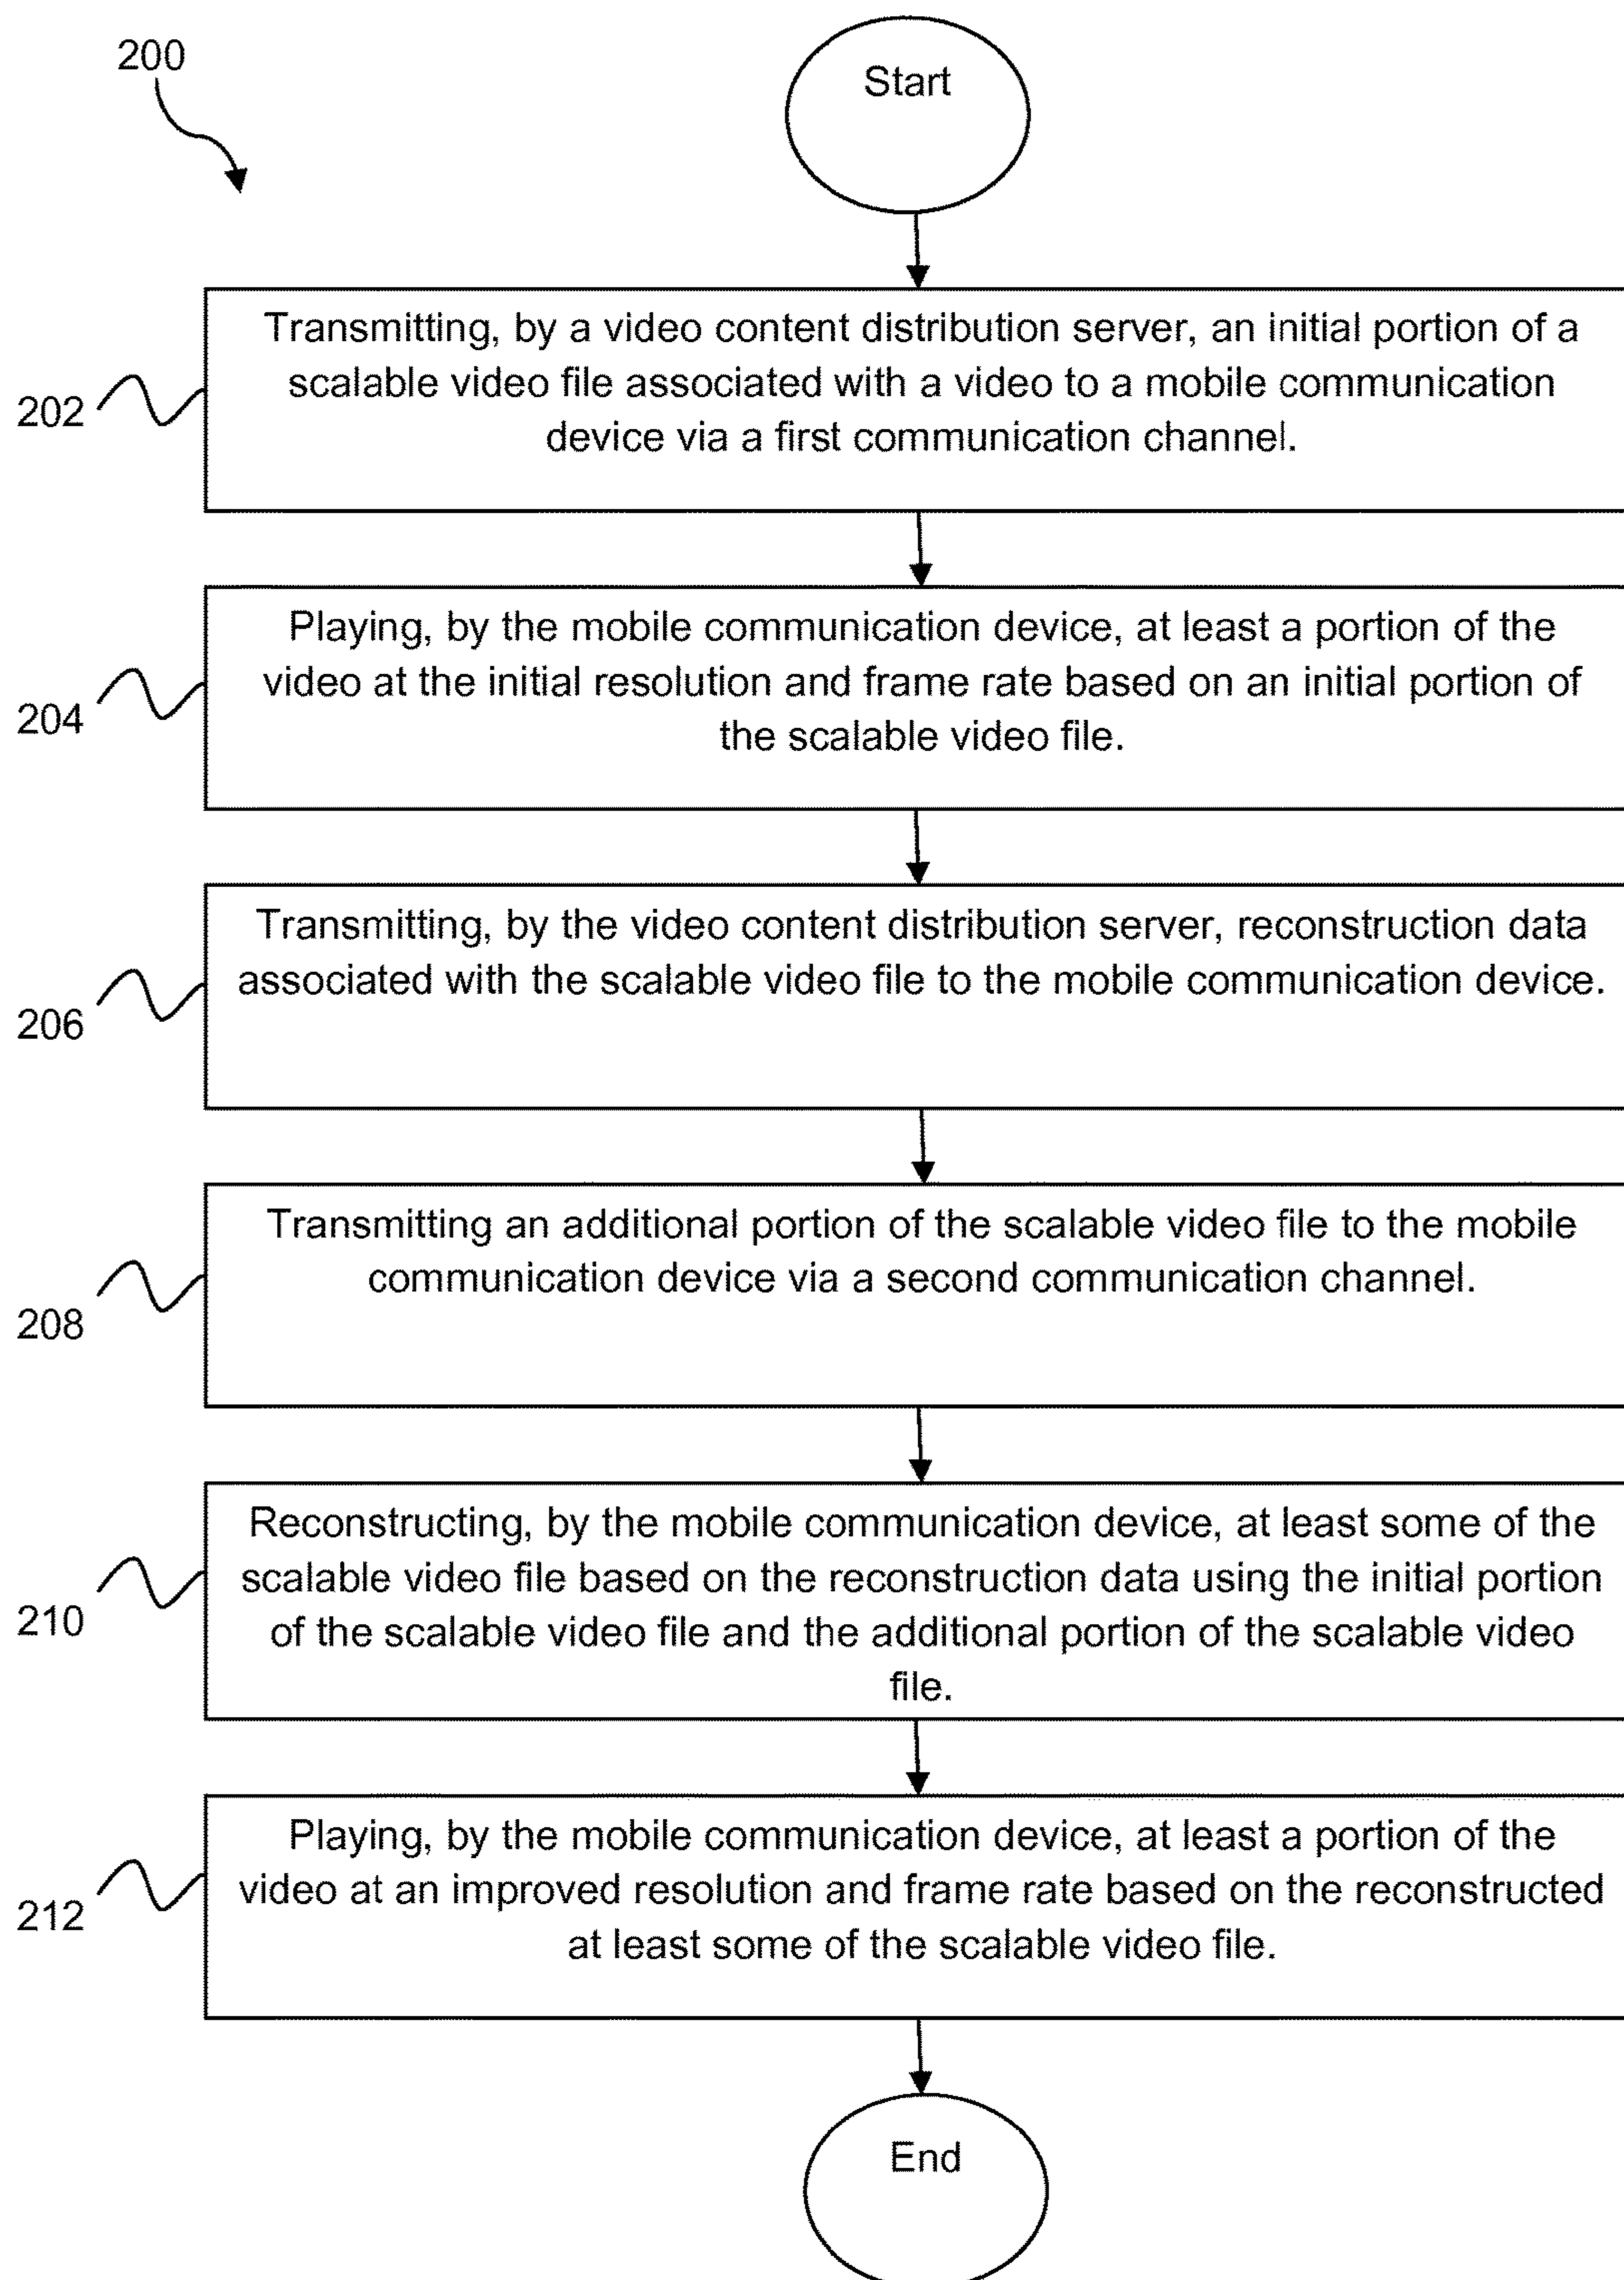 200
Start
Transmitting, by a video content distribution server, an initial portion of a
scalable video file associated with a video to a mobile communication
device via a first communication channel.
202
Playing, by the mobile communication device, at least a portion of the
video at the initial resolution and frame rate based on an initial portion of
the scalable video file.
204
Transmitting, by the video content distribution server, reconstruction data
associated with the scalable video file to the mobile communication device.
206
Transmitting an additional portion of the scalable video file to the mobile
communication device via a second communication channel.
208
Reconstructing, by the mobile communication device, at least some of the
scalable video file based on the reconstruction data using the initial portion
of the scalable video file and the additional portion of the scalable video
file.
210
Playing, by the mobile communication device, at least a portion of the
video at an improved resolution and frame rate based on the reconstructed
at least some of the scalable video file.
212
End